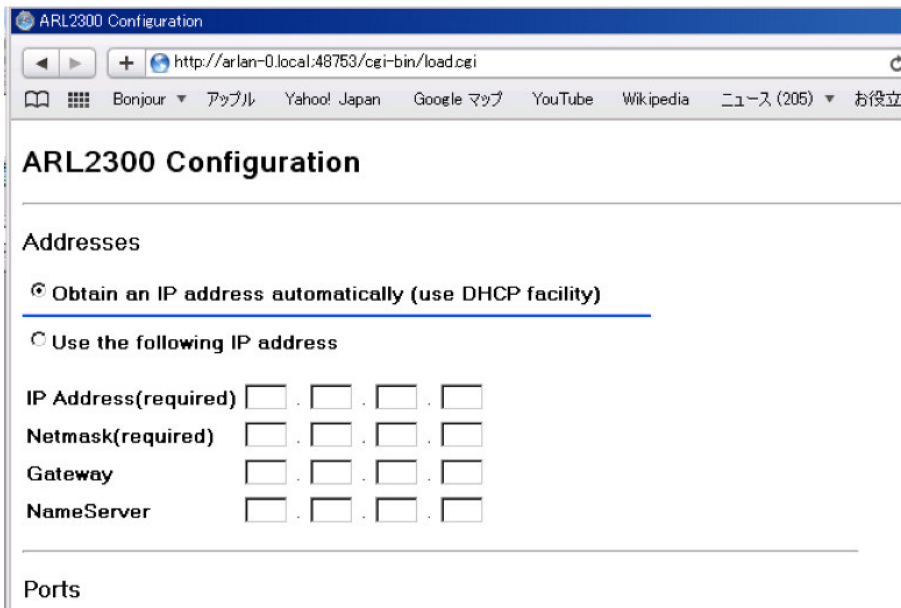 ARL2300 Configuration
http://arlan-0.local:48753/cgi-bin/load.cgi
Bonjour ▼ アップル Yahoo! Japan Google マップ YouTube Wikipedia ニュース (205) ▼ お役立
ARL2300 Configuration
Addresses
Obtain an IP address automatically (use DHCP facility)
Use the following IP address
IP Address(required) . . .
Netmask(required) . . .
Gateway . . .
NameServer . . .
Ports